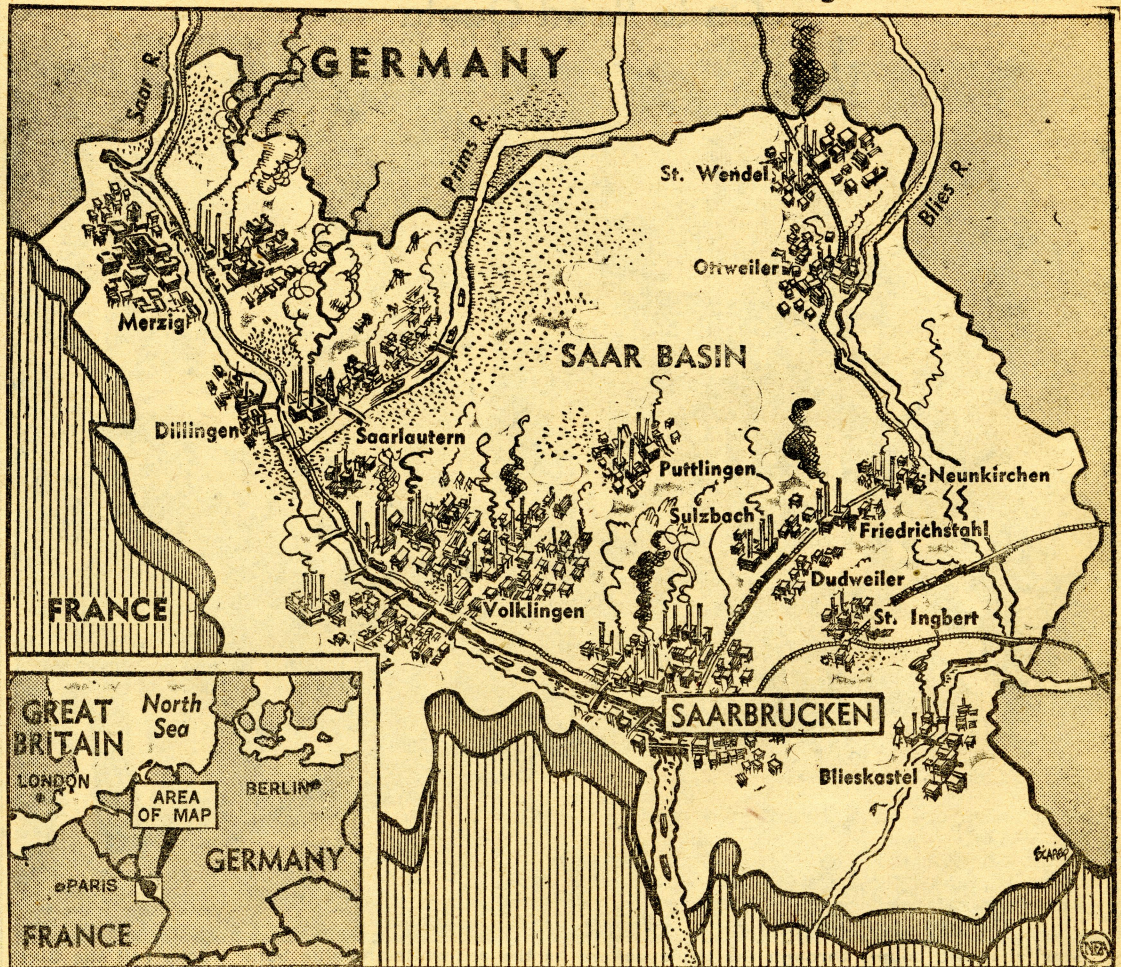 GERMANY
Saar R.
Prims R.
St. Wendel
Blies R.
Ottweiler
Merzig
SAAR BASIN
Dillingen
Saarlautern
Puttlingen
Neunkirchen
Sulzbach
Friedrichstahl
Dudweiler
FRANCE
Volklingen
St. Ingbert
SAARBRUCKEN
Blieskastel
GREAT
BRITAIN
North
Sea
LONDON
BERLIN
AREA
OF MAP
GERMANY
PARIS
FRANCE
NEA